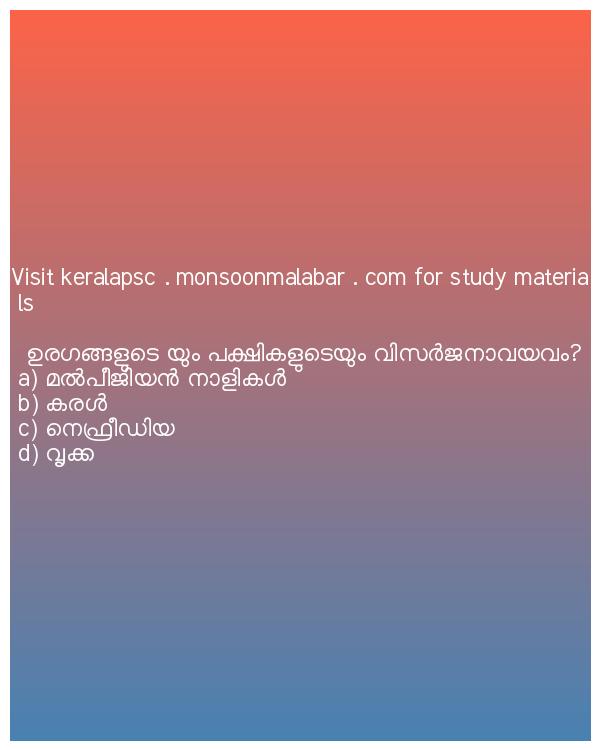 Visit keralapsc . monsoonmalabar . com for study materia
ls
ഉരഗങ്ങളുടെ യും പക്ഷികളുടെയും വിസർജനാവയവം?
a) മൽപീജിയൻ നാളികൾ
b) കരൾ
c) നെഫ്രീഡിയ
d) വൃക്ക